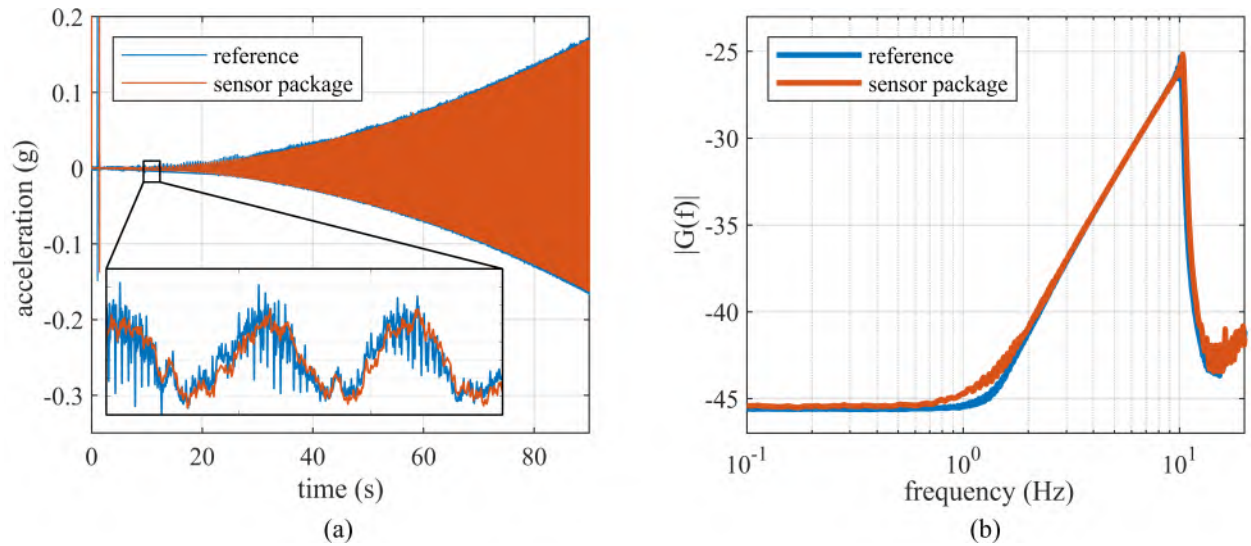 0.2
0.1
0
-0.1
-0.2
-0.3
acceleration (g)
reference
sensor package
0
20
40
60
80
time (s)
(a)
-25
-30
-35
-40
-45
|G(f)|
reference
sensor package
10^-1
10^0
10^1
frequency (Hz)
(b)